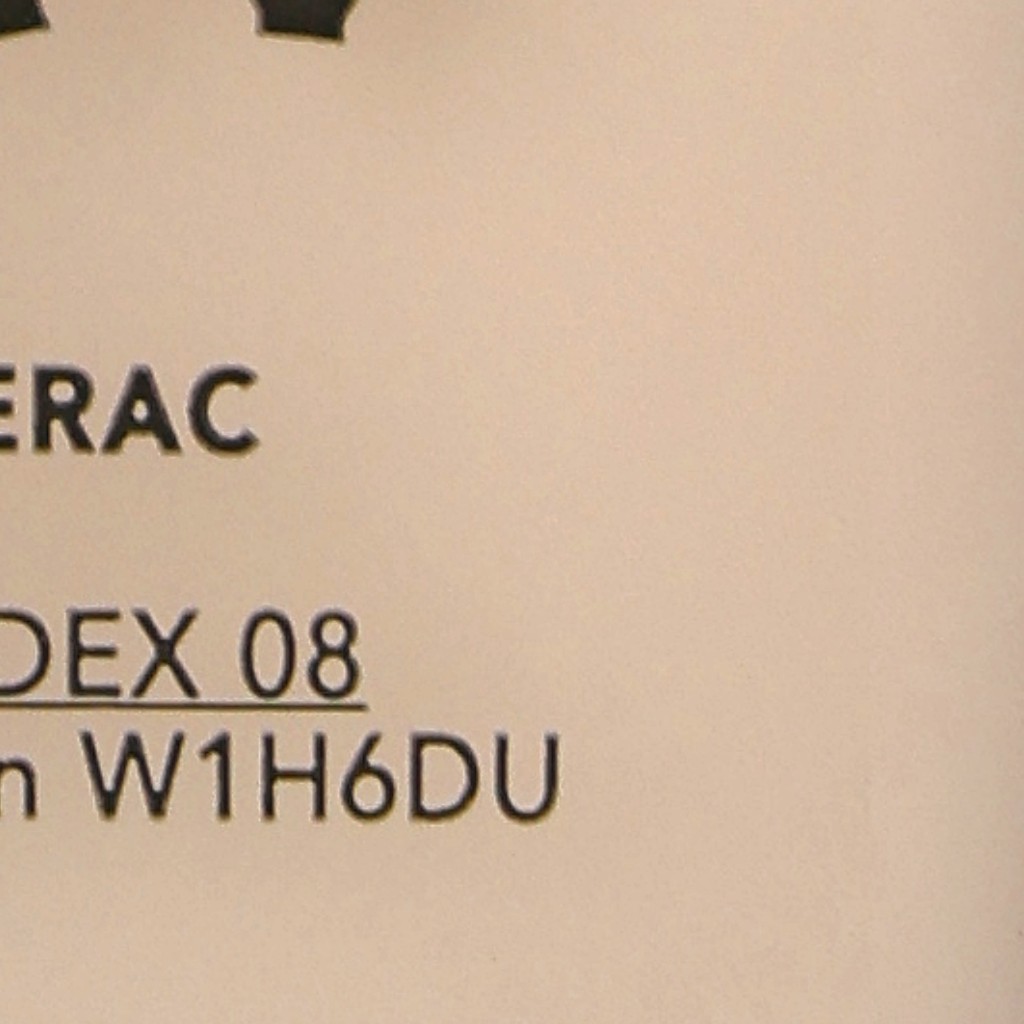 ERAC
DEX 08
n W1H6DU